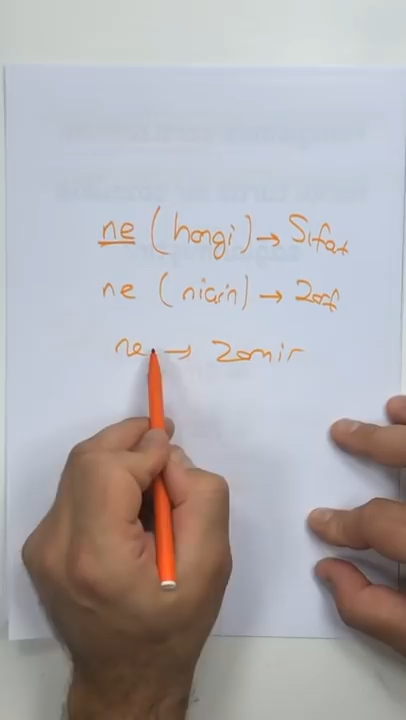 ne (hangi) → Sıfat
ne (niçin) → Zarf
ne → Zamir